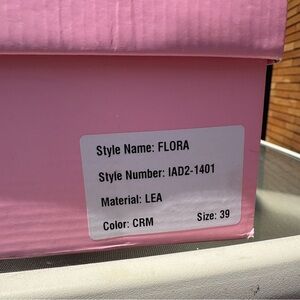 Style Name: FLORA
Style Number: IAD2-1401
Material: LEA
Color: CRM Size: 39